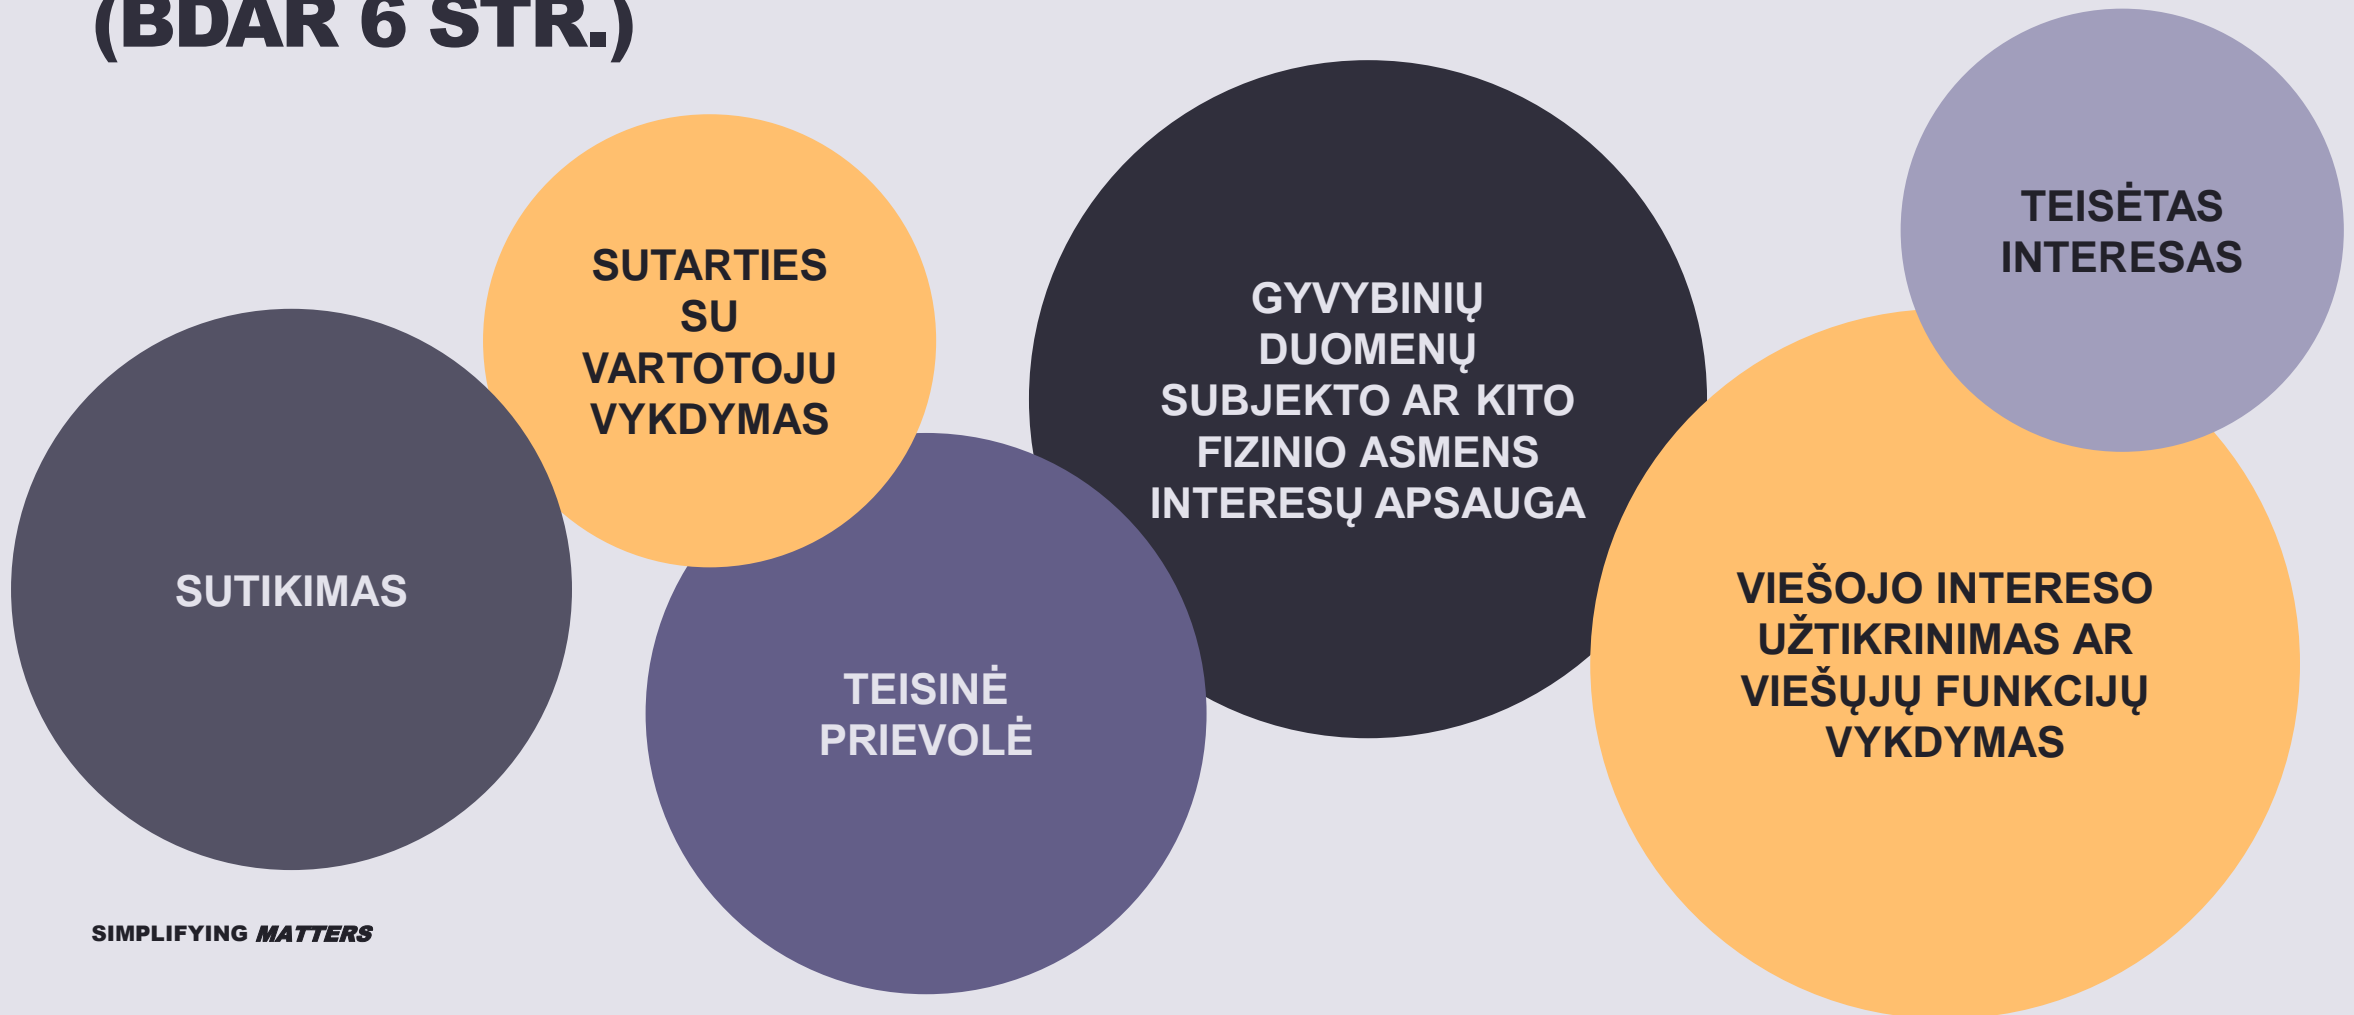 (BDAR 6 STR.)
SUTIKIMAS
SUTARTIES
SU
VARTOTOJU
VYKDYMAS
TEISINĖ
PRIEVOLĖ
GYVYBINIŲ
DUOMENŲ
SUBJEKTO AR KITO
FIZINIO ASMENS
INTERESŲ APSAUGA
VIEŠOJO INTERESO
UŽTIKRINIMAS AR
VIEŠŲJŲ FUNKCIJŲ
VYKDYMAS
TEISĖTAS
INTERESAS
SIMPLIFYING MATTERS